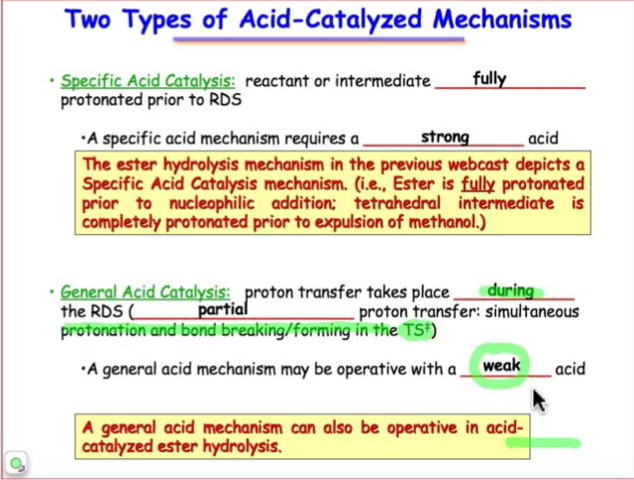 Two Types of Acid-Catalyzed Mechanisms
• Specific Acid Catalysis: reactant or intermediate fully
protonated prior to RDS
•A specific acid mechanism requires a strong acid
The ester hydrolysis mechanism in the previous webcast depicts a
Specific Acid Catalysis mechanism. (i.e., Ester is fully protonated
prior to nucleophilic addition; tetrahedral intermediate is
completely protonated prior to expulsion of methanol.)
• General Acid Catalysis: proton transfer takes place during
the RDS (partial proton transfer: simultaneous
protonation and bond breaking/forming in the TS‡)
•A general acid mechanism may be operative with a weak acid
A general acid mechanism can also be operative in acid-
catalyzed ester hydrolysis.